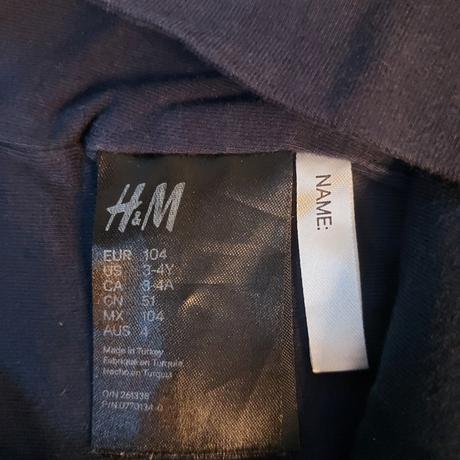 H&M
EUR 104
US 3-4Y
CA 3-4A
CN 51
MX 104
AUS 4
Made in Turkey
Fabriqué en Turquie
Hecho en Turquía
O/N 261338
P/N
NAME: